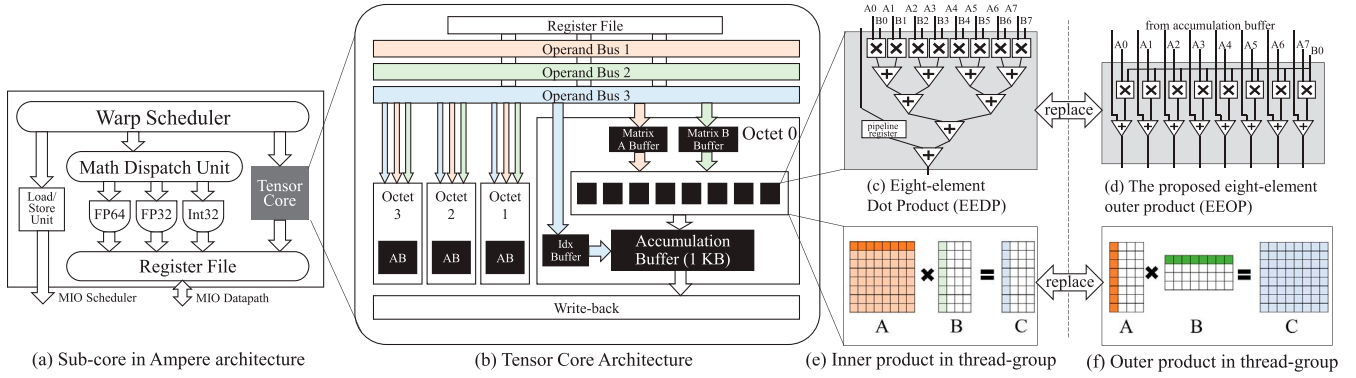 Warp Scheduler
Math Dispatch Unit
Load/
Store
Unit
FP64
FP32
Int32
Tensor
Core
Register File
MIO Scheduler
MIO Datapath
(a) Sub-core in Ampere architecture
Register File
Operand Bus 1
Operand Bus 2
Operand Bus 3
Octet 0
Matrix
A Buffer
Matrix B
Buffer
Octet
3
Octet
2
Octet
1
AB
AB
AB
Idx
Buffer
Accumulation
Buffer (1 KB)
Write-back
(b) Tensor Core Architecture
A0 A1 A2 A3 A4 A5 A6 A7
B0 B1 B2 B3 B4 B5 B6 B7
pipeline
register
(c) Eight-element
Dot Product (EEDP)
replace
from accumulation buffer
A0 A1 A2 A3 A4 A5 A6 A7 B0
(d) The proposed eight-element
outer product (EEOP)
A B C
(e) Inner product in thread-group
replace
A B C
(f) Outer product in thread-group